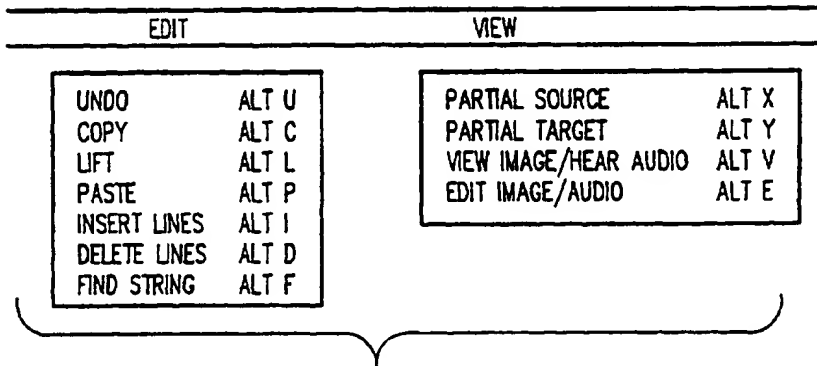 EDIT VIEW
UNDO ALT U
COPY ALT C
LIFT ALT L
PASTE ALT P
INSERT LINES ALT I
DELETE LINES ALT D
FIND STRING ALT F
PARTIAL SOURCE ALT X
PARTIAL TARGET ALT Y
VIEW IMAGE/HEAR AUDIO ALT V
EDIT IMAGE/AUDIO ALT E